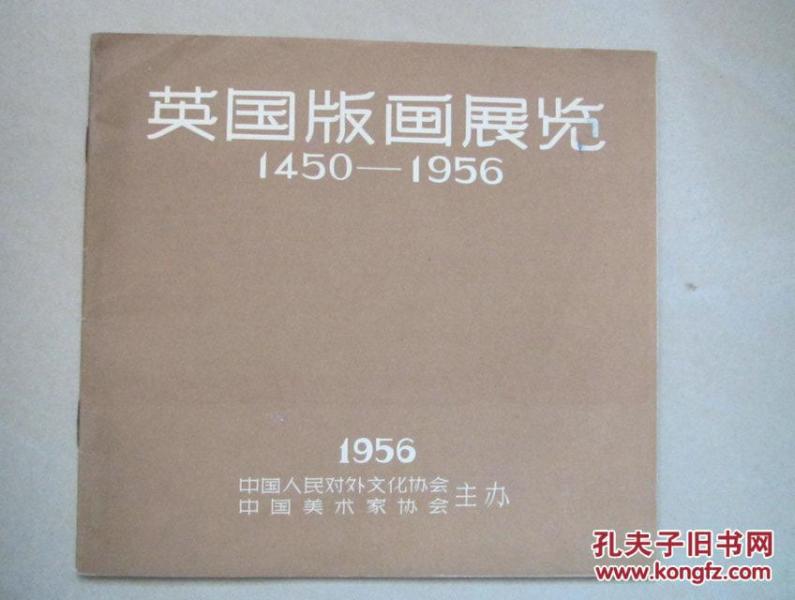 英国版画展览
1450—1956
1956
中国人民对外文化协会
中国美术家协会 主办
孔夫子旧书网
www.kongfz.com